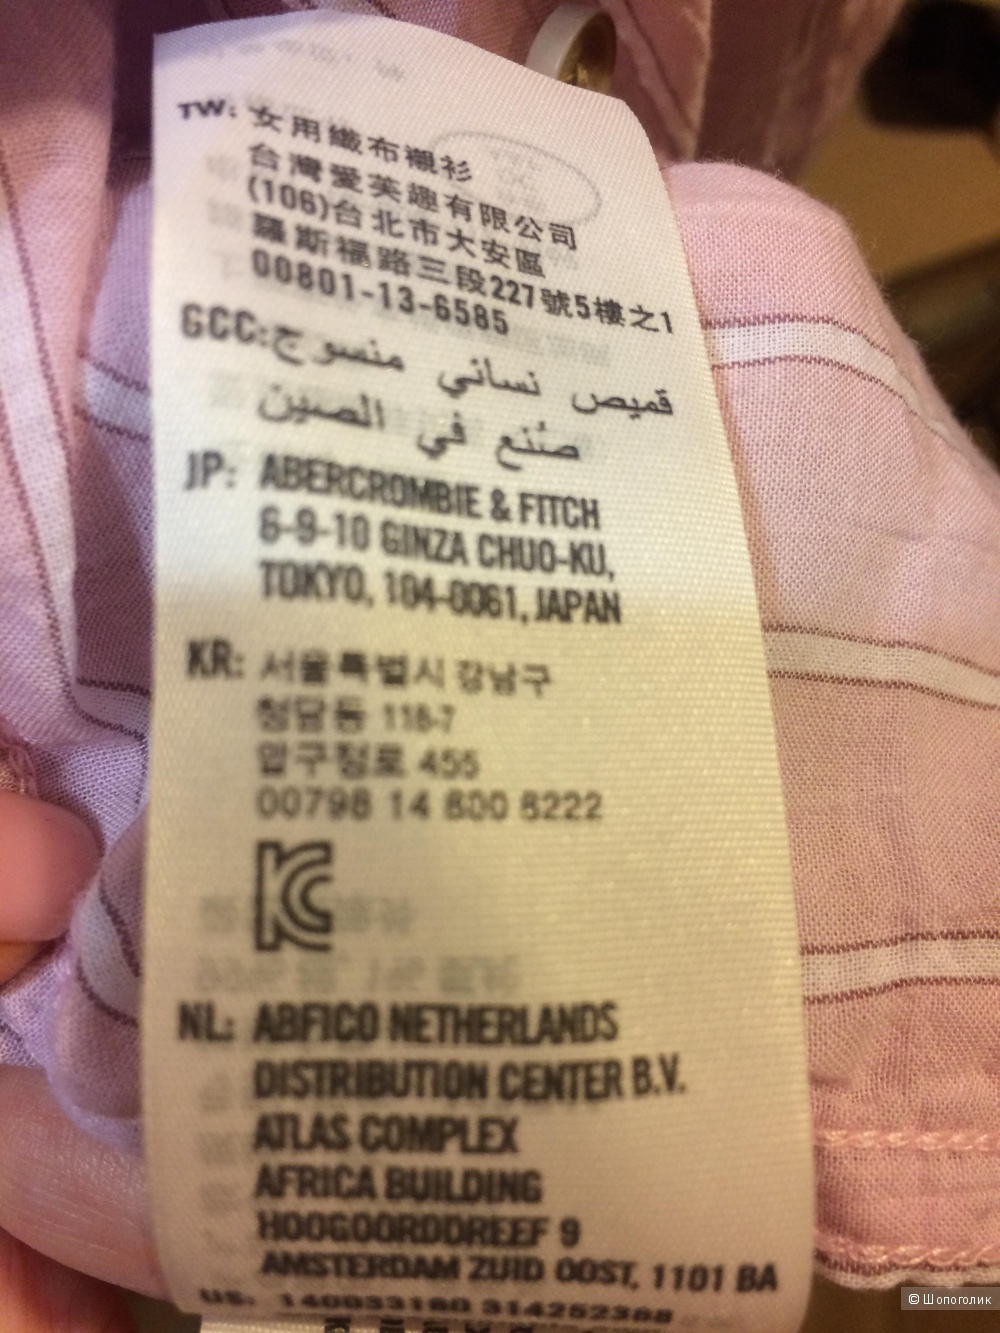 TW: 女用織布襯衫
台灣愛芙趣有限公司
(106)台北市大安區
羅斯福路三段227號5樓之1
00801-13-6585
GCC: قميص نسائي منسوج
صُنع في الصين
JP: ABERCROMBIE & FITCH
6-9-10 GINZA CHUO-KU,
TOKYO, 104-0061, JAPAN
KR: 서울특별시 강남구
청담동 118-7
압구정로 455
00798 14 800 8222
KC
NL: ABFICO NETHERLANDS
DISTRIBUTION CENTER B.V.
ATLAS COMPLEX
AFRICA BUILDING
HOOGOORDDREEF 9
AMSTERDAM ZUID OOST, 1101 BA
US: 140033180 314252388
© Шопоголик